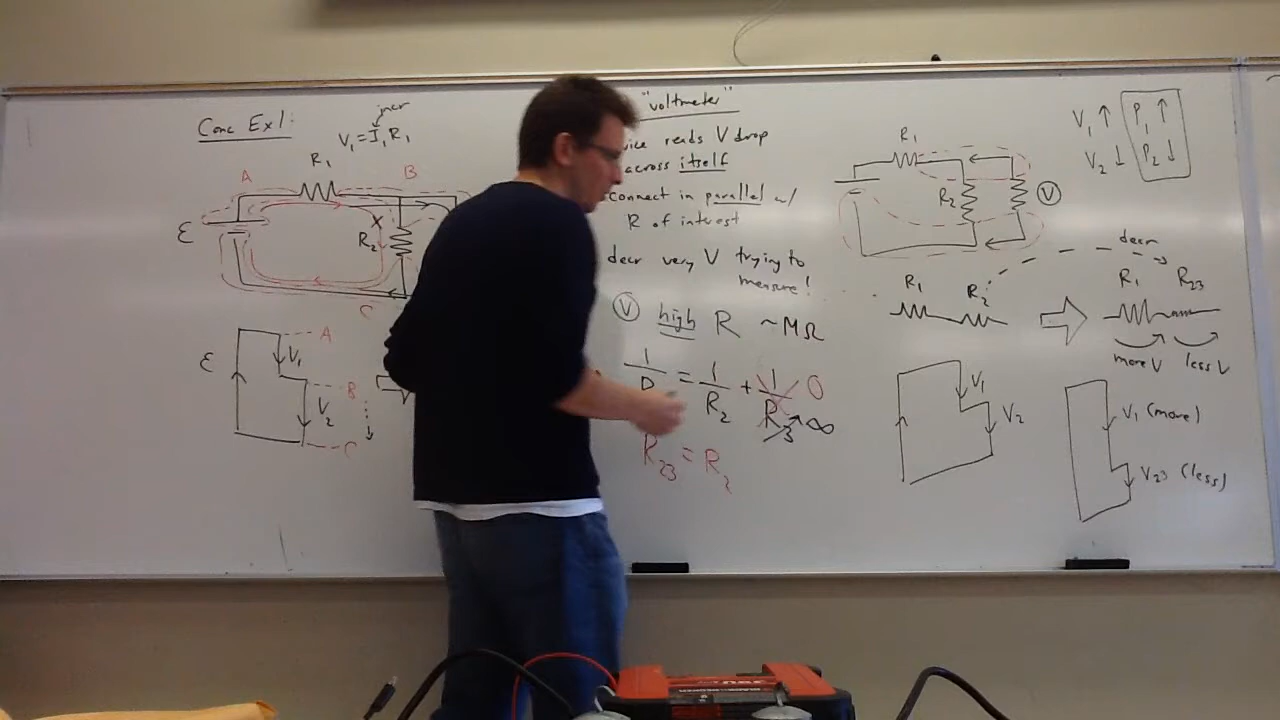 Conc Ex1:
incr
V₁ = I₁R₁
R₁
A
B
ε
R₂
C
ε
V₁
V₂
A
B
C
"voltmeter"
reads V drop
across itself
connect in parallel w/
R of interest
decr very V trying to
measure!
V high R ~MΩ
1 = 1 + 1 0
R₂ R₃ ∞
R₂₃ = R₂
R₁
R₂
V
V₁ ↑ P₁ ↑
V₂ ↓ P₂ ↓
decr
R₁ R₂
R₁ R₂₃
more V less V
V₁
V₂
V₁ (more)
V₂₃ (less)